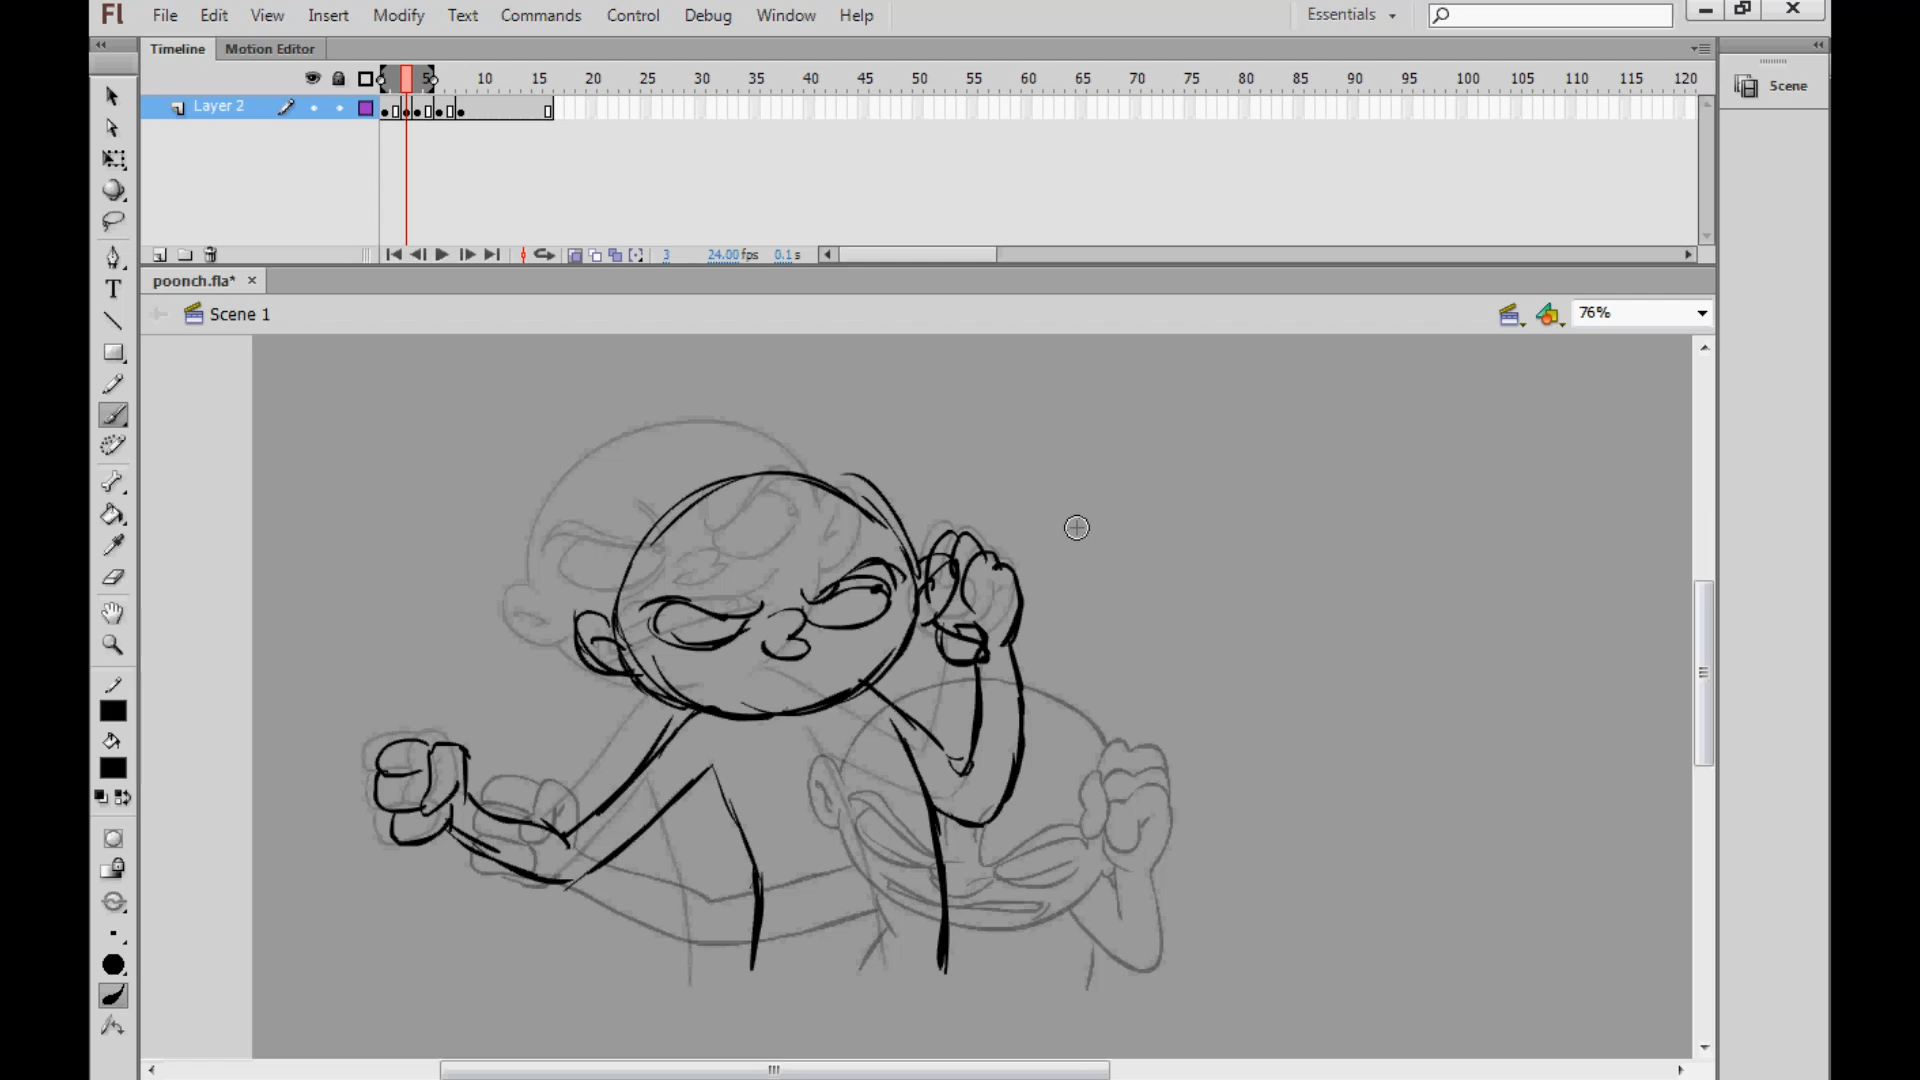 Fl File Edit View Insert Modify Text Commands Control Debug Window Help Essentials
Timeline Motion Editor
5 10 15 20 25 30 35 40 45 50 55 60 65 70 75 80 85 90 95 100 105 110 115 120
Scene
Layer 2
3 24.00 fps 0.1 s
poonch.fla*
Scene 1 76%
T